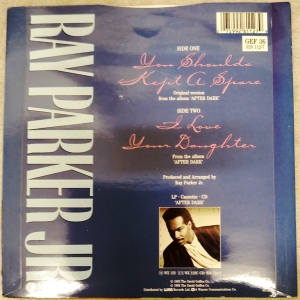 RAY PARKER JR.
GEF 36
SIDE ONE
You Shoulda
Kept A Spare
Original version
from the album 'AFTER DARK'
SIDE TWO
I Love
Your Daughter
From the album
'AFTER DARK'
Produced and Arranged by
Ray Parker Jr.
LP · Cassette · CD
'AFTER DARK'